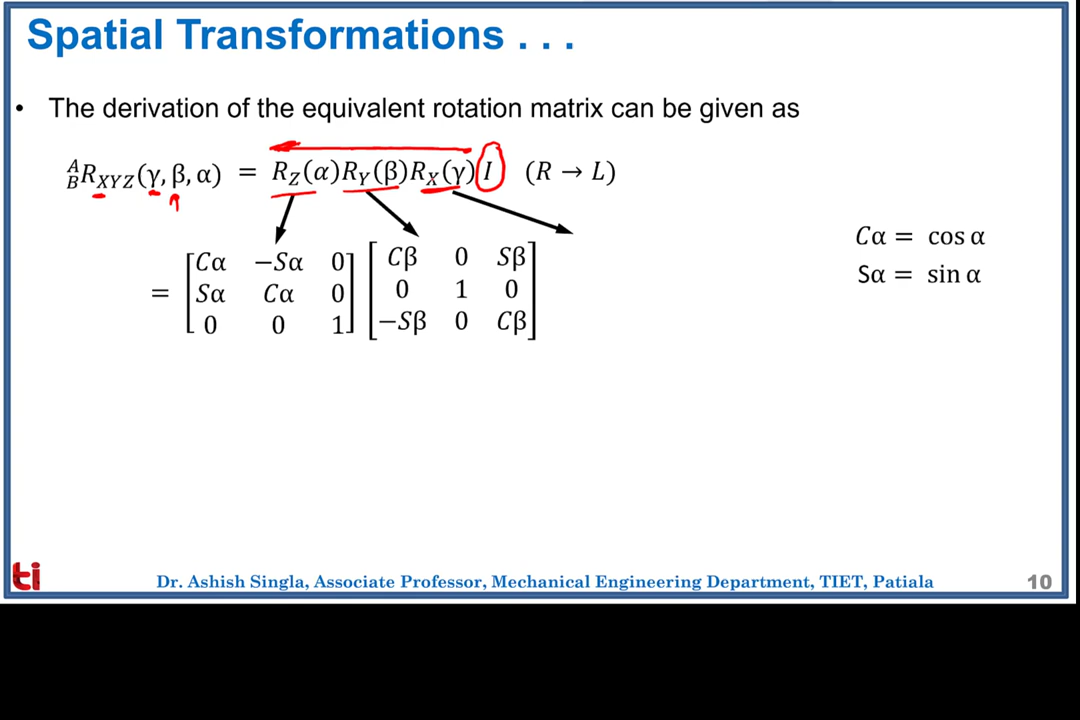 Spatial Transformations . . .
• The derivation of the equivalent rotation matrix can be given as
ᴬ_BR_XYZ(γ, β, α) = R_Z(α)R_Y(β)R_X(γ)I (R → L)
= [Cα −Sα 0; Sα Cα 0; 0 0 1] [Cβ 0 Sβ; 0 1 0; −Sβ 0 Cβ]
Cα = cos α
Sα = sin α
ti
Dr. Ashish Singla, Associate Professor, Mechanical Engineering Department, TIET, Patiala
10